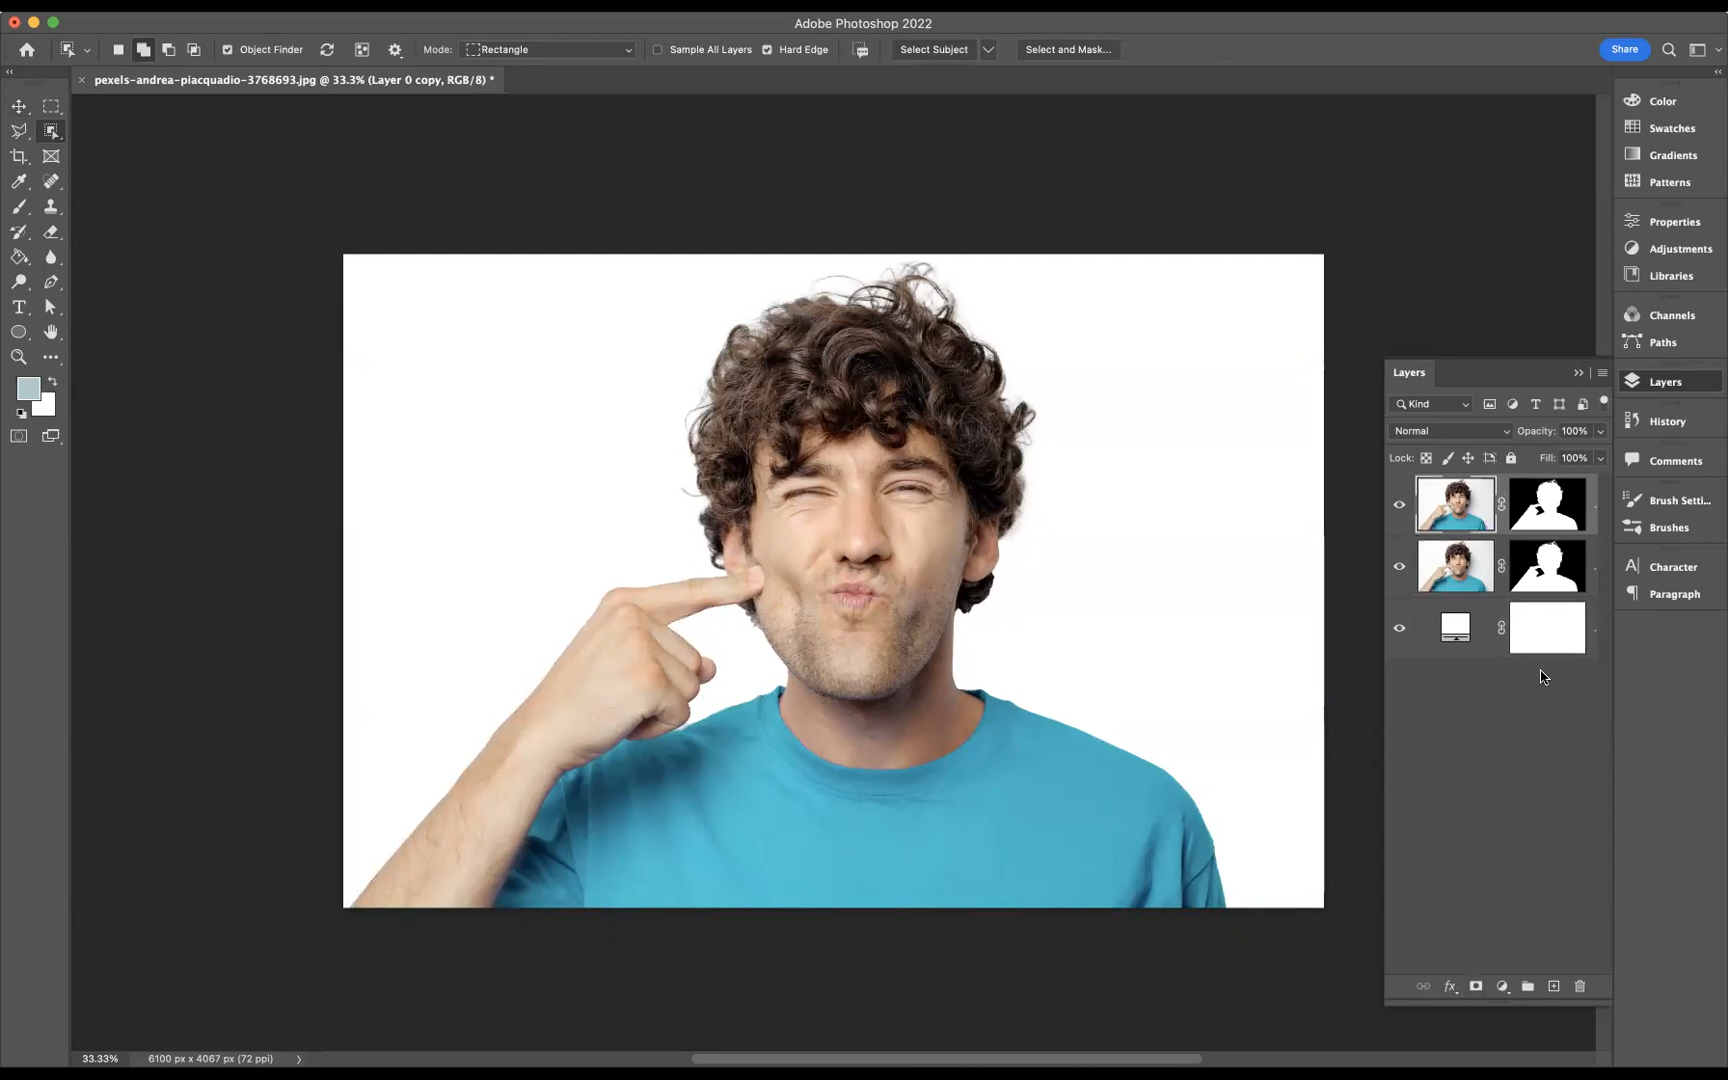 Adobe Photoshop 2022
Object Finder
Mode: Rectangle
Sample All Layers
Hard Edge
Select Subject
Select and Mask...
Share
pexels-andrea-piacquadio-3768693.jpg @ 33.3% (Layer 0 copy, RGB/8) *
Color
Swatches
Gradients
Patterns
Properties
Adjustments
Libraries
Channels
Paths
Layers
History
Comments
Brush Setti...
Brushes
Character
Paragraph
Layers
Kind
Normal
Opacity: 100%
Lock:
Fill: 100%
fx
33.33%
6100 px x 4067 px (72 ppi)